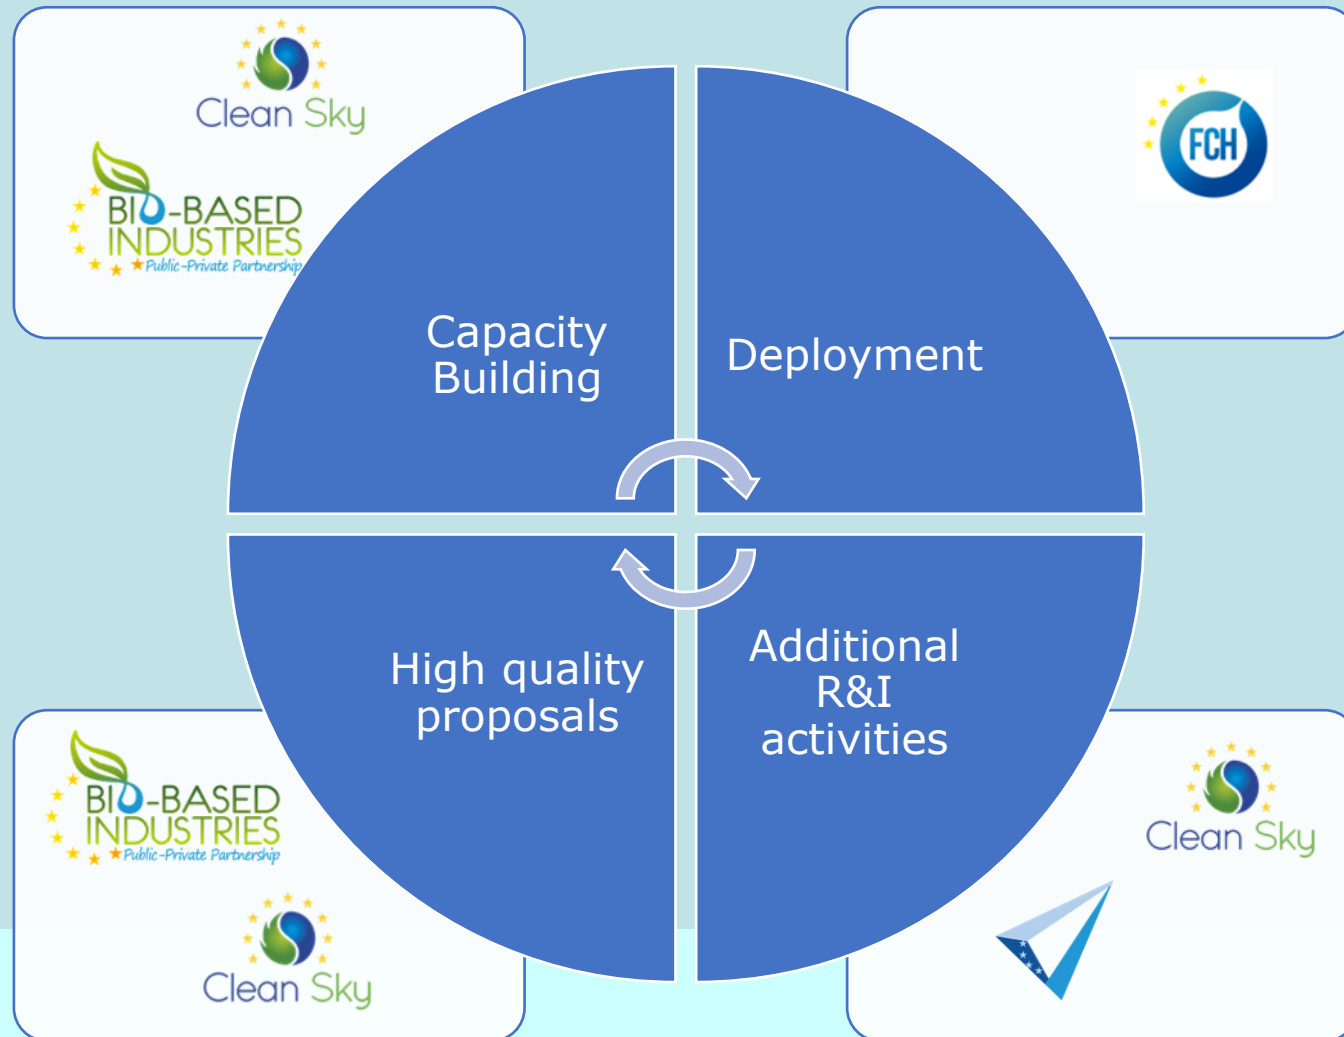 Clean Sky
BIO-BASED
INDUSTRIES
Public-Private Partnership
Capacity
Building
Deployment
FCH
High quality
proposals
Additional
R&I
activities
BIO-BASED
INDUSTRIES
Public-Private Partnership
Clean Sky
Clean Sky